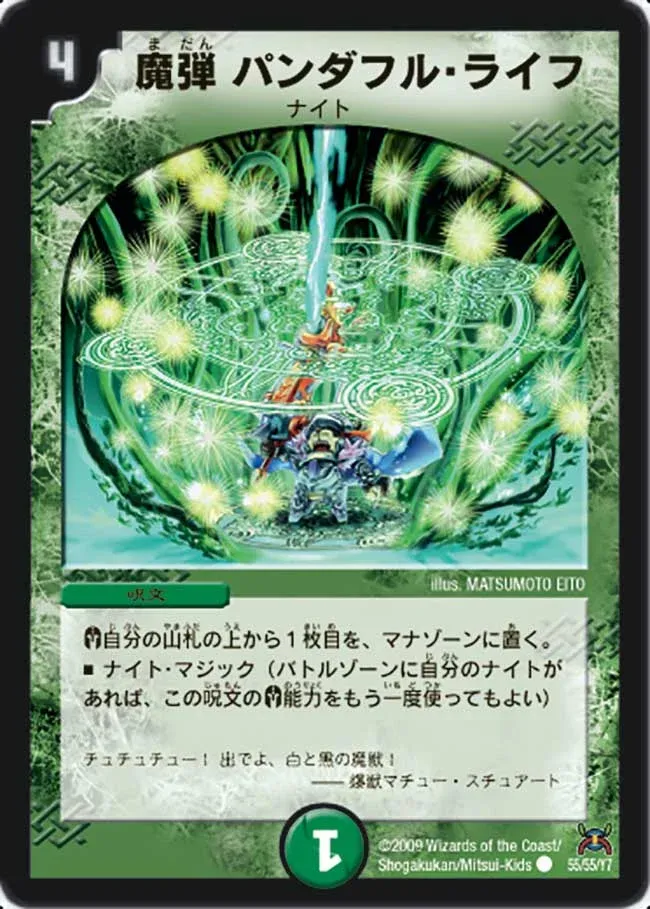 4
魔弾 パンダフル・ライフ
まだん
ナイト
illus. MATSUMOTO EITO
呪文
自分の山札の上から1枚目を、マナゾーンに置く。
■ ナイト・マジック（バトルゾーンに自分のナイトが
あれば、この呪文の能力をもう一度使ってもよい）
チュチュチュー！ 出でよ、白と黒の魔獣！
―― 爆獣マチュー・スチュアート
1
©2009 Wizards of the Coast/
Shogakukan/Mitsui-Kids
55/55/Y7